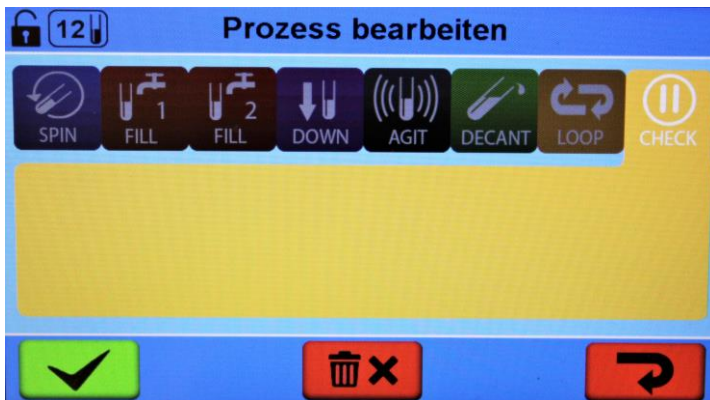 12 Prozess bearbeiten
SPIN
1
FILL
2
FILL
DOWN
AGIT
DECANT
LOOP
CHECK